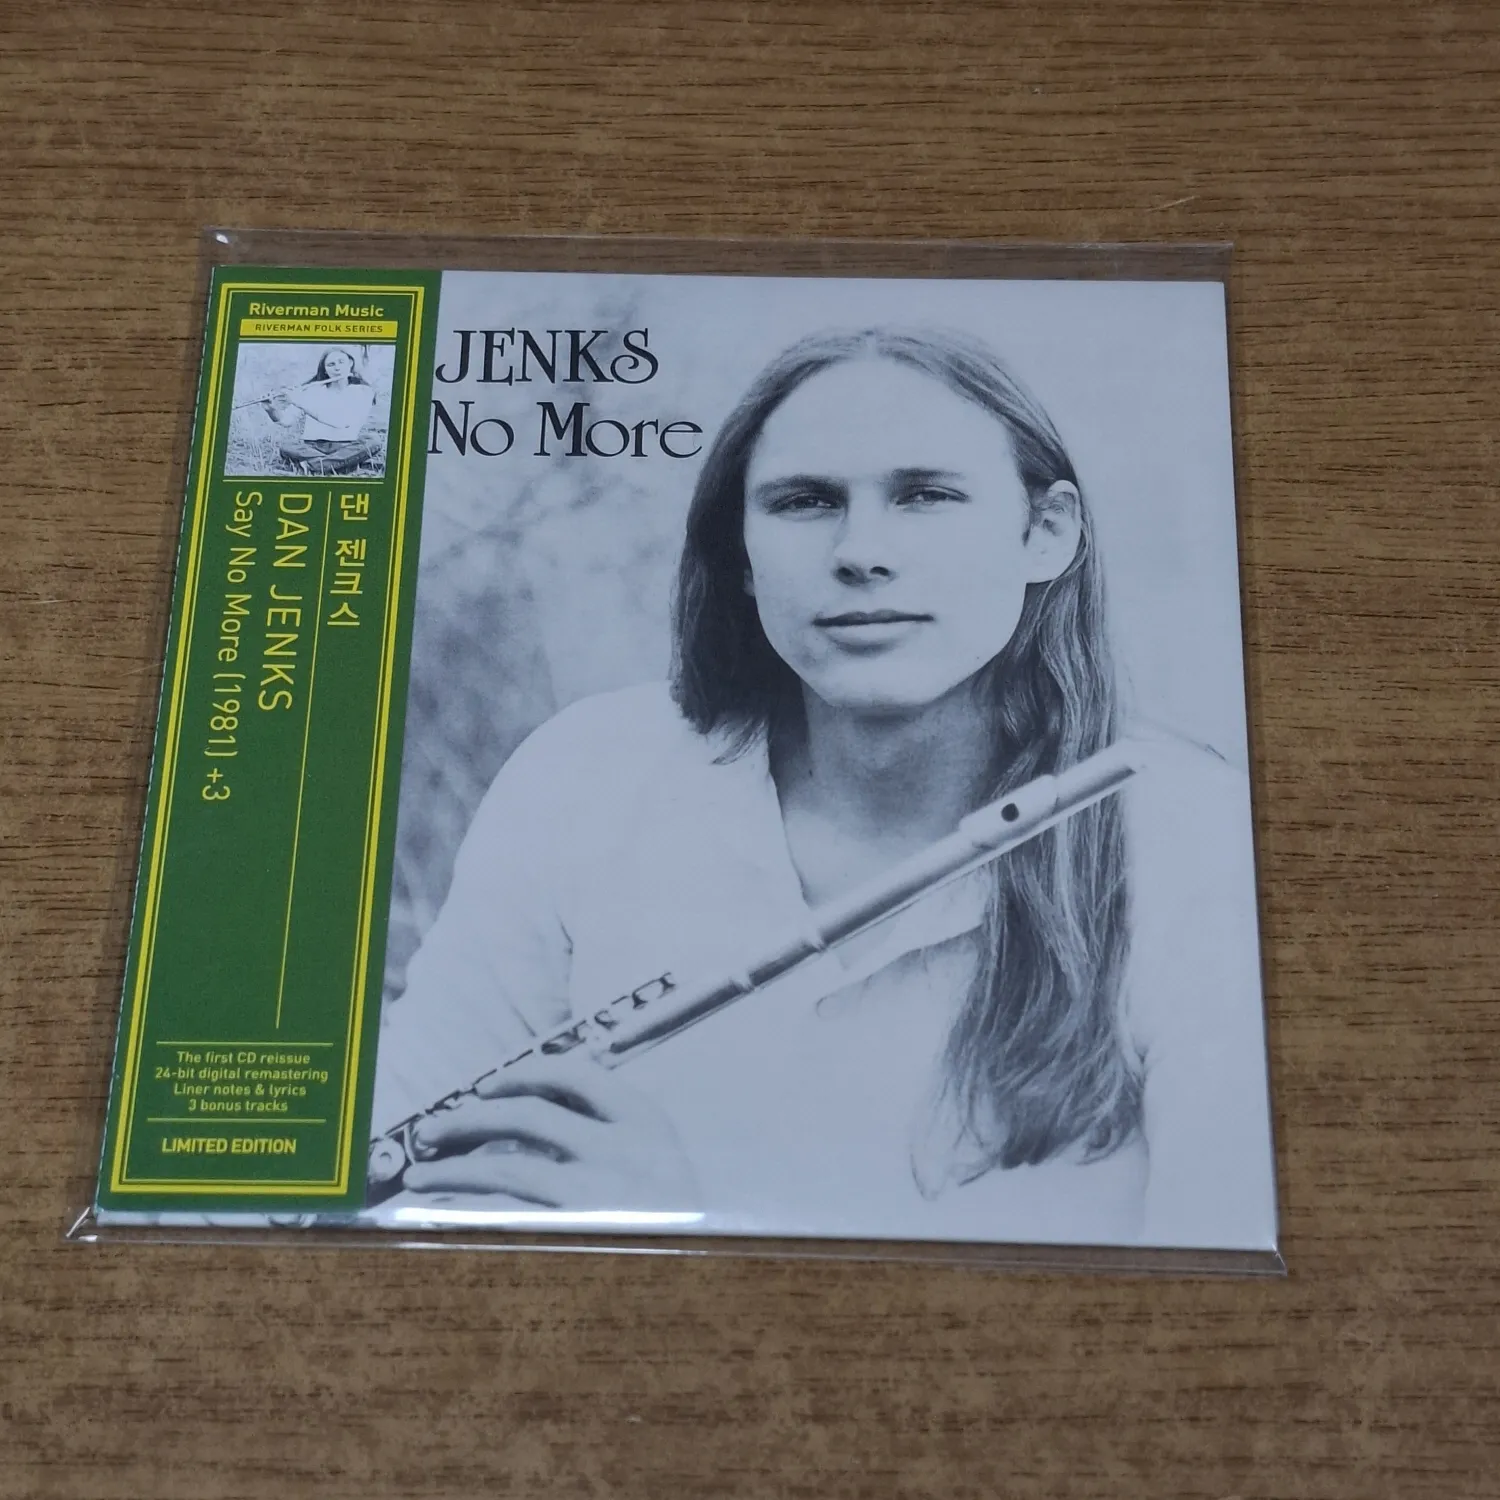 Riverman Music
RIVERMAN FOLK SERIES
댄 젠크스
DAN JENKS
Say No More (1981) +3
The first CD reissue
24-bit digital remastering
Liner notes & lyrics
3 bonus tracks
LIMITED EDITION
JENKS
No More